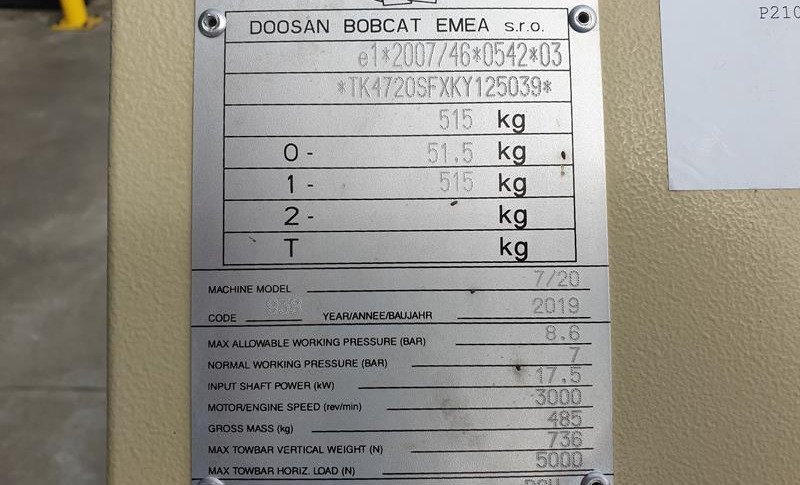 P210
DOOSAN BOBCAT EMEA s.r.o.
e1*2007/46*0542*03
*TK4720SFXKY125039*
515 kg
0 - 51.5 kg
1 - 515 kg
2 - kg
T kg
MACHINE MODEL 7/20
CODE YEAR/ANNEE/BAUJAHR 2019
MAX ALLOWABLE WORKING PRESSURE (BAR) 8.6
NORMAL WORKING PRESSURE (BAR) 7
INPUT SHAFT POWER (kW) 17.5
MOTOR/ENGINE SPEED (rev/min) 3000
GROSS MASS (kg) 485
MAX TOWBAR VERTICAL WEIGHT (N) 736
MAX TOWBAR HORIZ. LOAD (N) 5000